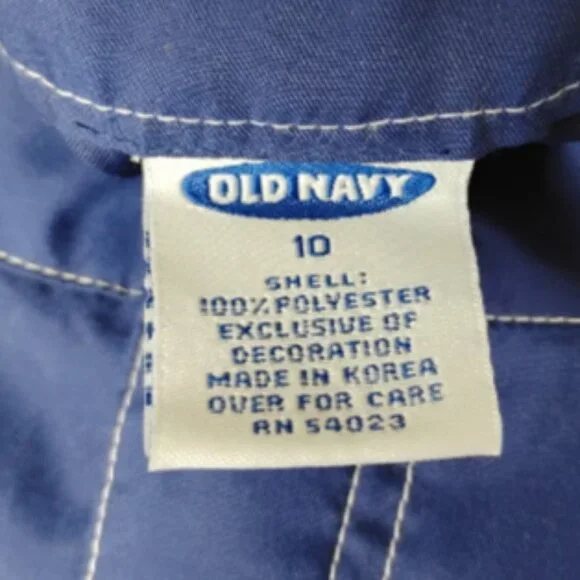 OLD NAVY
10
SHELL:
100% POLYESTER
EXCLUSIVE OF
DECORATION
MADE IN KOREA
OVER FOR CARE
RN 54023